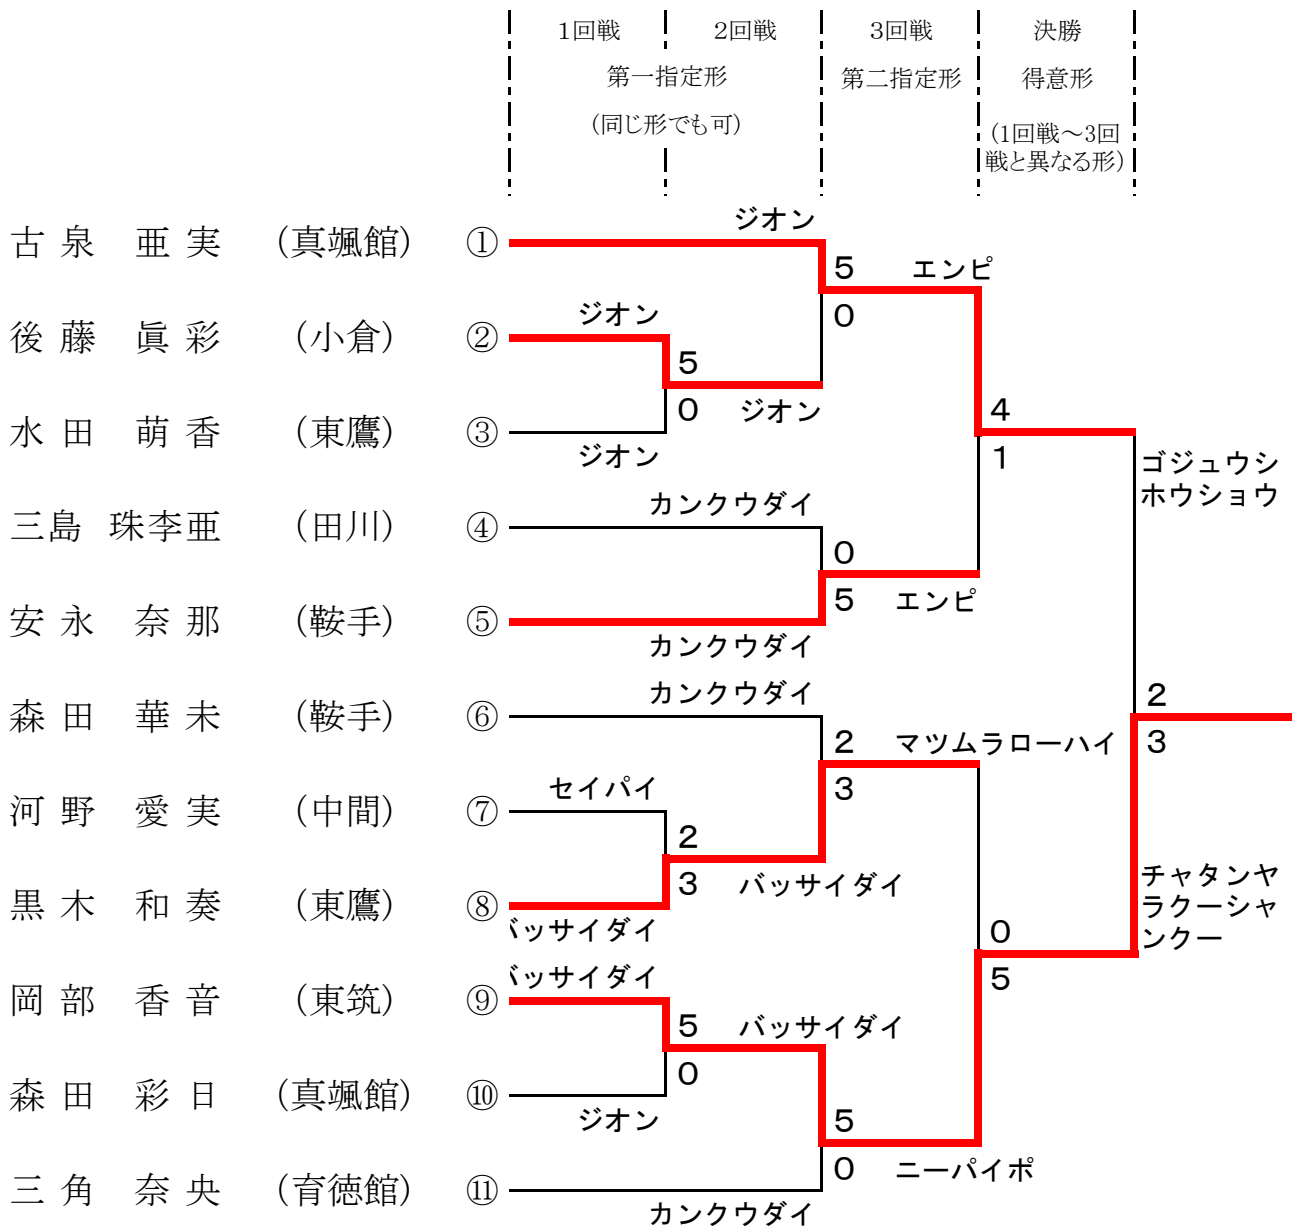 1回戦 2回戦 3回戦 決勝
第一指定形 第二指定形 得意形
(同じ形でも可)
(1回戦～3回
戦と異なる形)
ジオン
古泉 亜実 (真颯館) ①
5 エンピ
0
ジオン
後藤 眞彩 (小倉) ②
5
0 ジオン
水田 萌香 (東鷹) ③
ジオン
4
1
ゴジュウシ
ホウショウ
カンクウダイ
三島 珠李亜 (田川) ④
0
5 エンピ
安永 奈那 (鞍手) ⑤
カンクウダイ
カンクウダイ
森田 華未 (鞍手) ⑥
2
3
2 マツムラローハイ
3
セイパイ
河野 愛実 (中間) ⑦
2
3 バッサイダイ
黒木 和奏 (東鷹) ⑧
バッサイダイ
チャタンヤ
ラクーシャ
ンクー
0
5
バッサイダイ
岡部 香音 (東筑) ⑨
5 バッサイダイ
0
森田 彩日 (真颯館) ⑩
ジオン
5
0 ニーパイポ
三角 奈央 (育徳館) ⑪
カンクウダイ